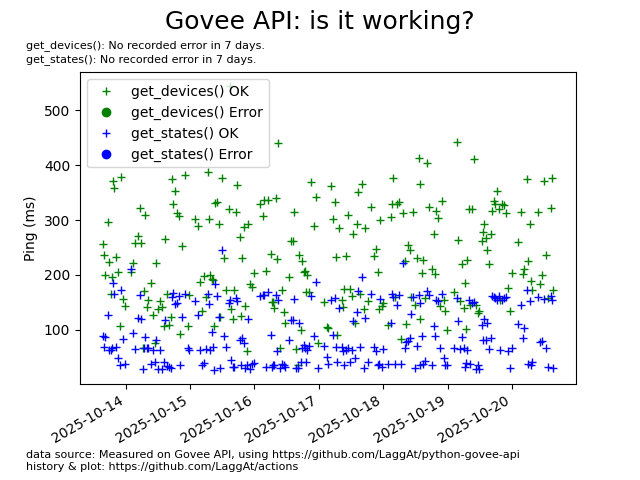 Govee API: is it working?
get_devices(): No recorded error in 7 days.
get_states(): No recorded error in 7 days.
get_devices() OK
get_devices() Error
get_states() OK
get_states() Error
500
400
300
200
100
Ping (ms)
2025-10-14
2025-10-15
2025-10-16
2025-10-17
2025-10-18
2025-10-19
2025-10-20
data source: Measured on Govee API, using https://github.com/LaggAt/python-govee-api
history & plot: https://github.com/LaggAt/actions